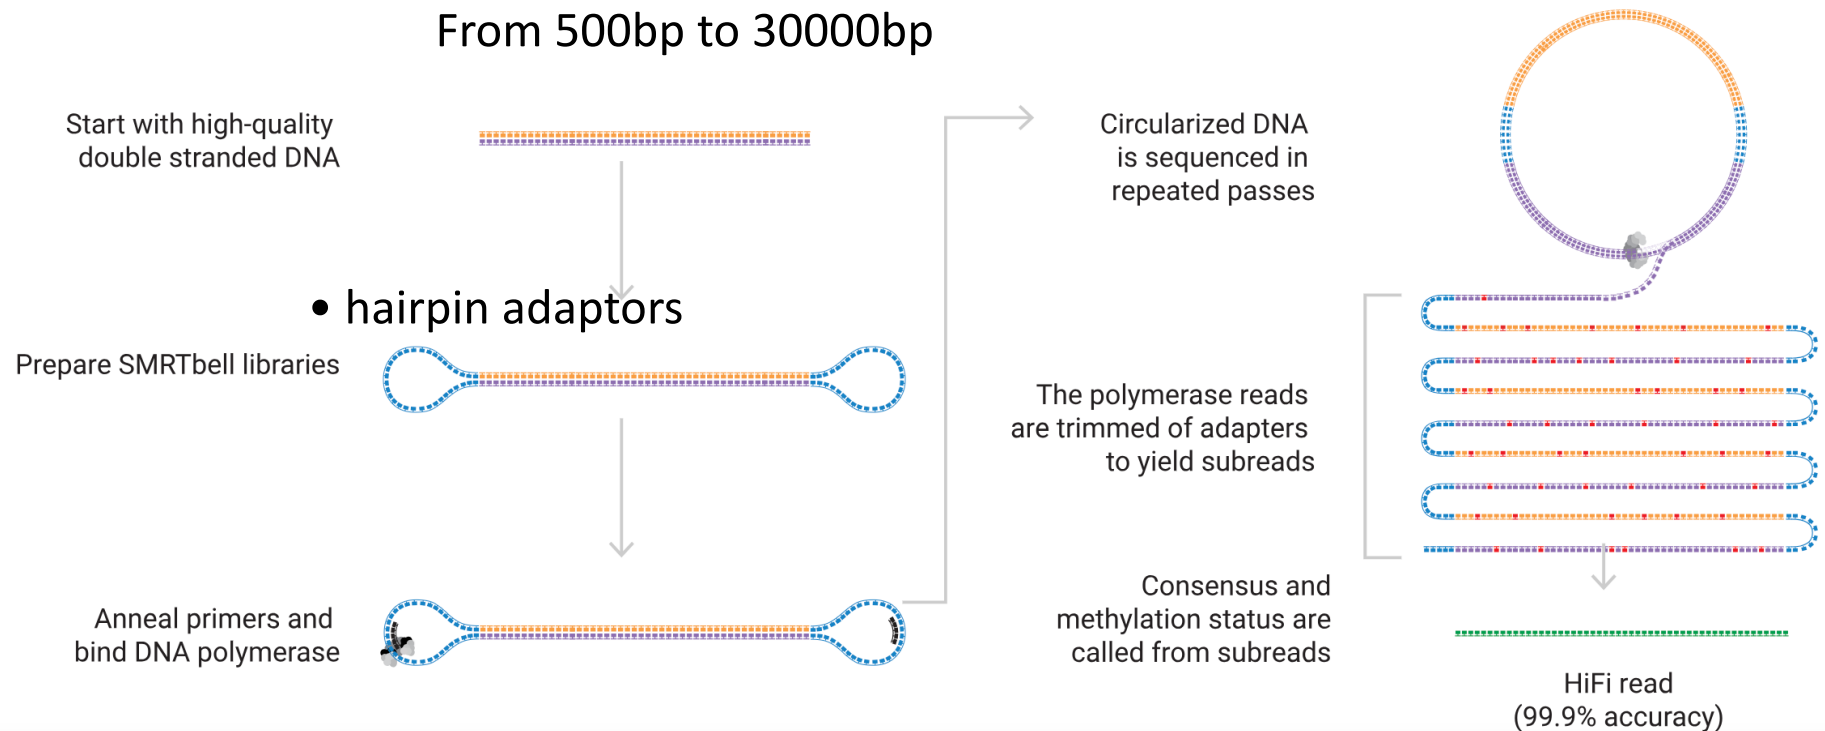 From 500bp to 30000bp
Start with high-quality
double stranded DNA
• hairpin adaptors
Prepare SMRTbell libraries
Anneal primers and
bind DNA polymerase
Circularized DNA
is sequenced in
repeated passes
The polymerase reads
are trimmed of adapters
to yield subreads
Consensus and
methylation status are
called from subreads
HiFi read
(99.9% accuracy)